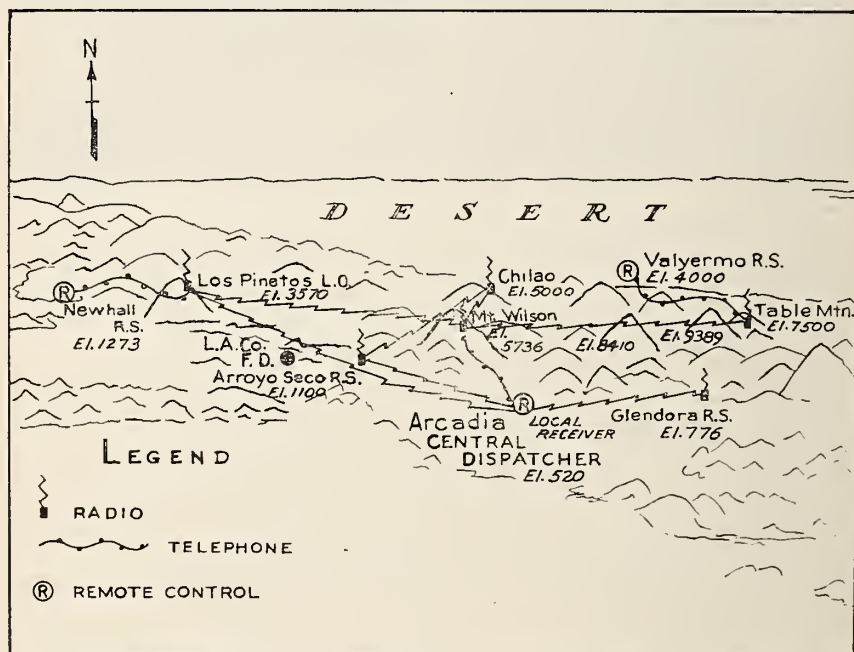 N
DESERT
Los Pinetos L.O.
El. 3570
Newhall
R.S.
El. 1273
Chilao
El. 5000
Valyermo R.S.
El. 4000
Mt. Wilson
El.
5736
El. 8410
El. 9389
Table Mtn.
El. 7500
L.A. Co.
F.D.
Arroyo Seco R.S.
El. 1100
Arcadia
CENTRAL
DISPATCHER
El. 520
LOCAL
RECEIVER
Glendora R.S.
El. 776
R
R
R
LEGEND
RADIO
TELEPHONE
R REMOTE CONTROL